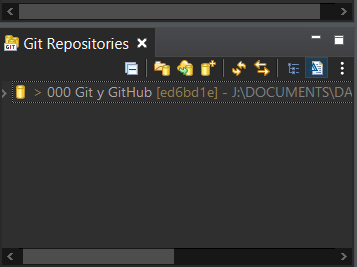 Git Repositories
> 000 Git y GitHub [ed6bd1e] - J:\DOCUMENTS\DA